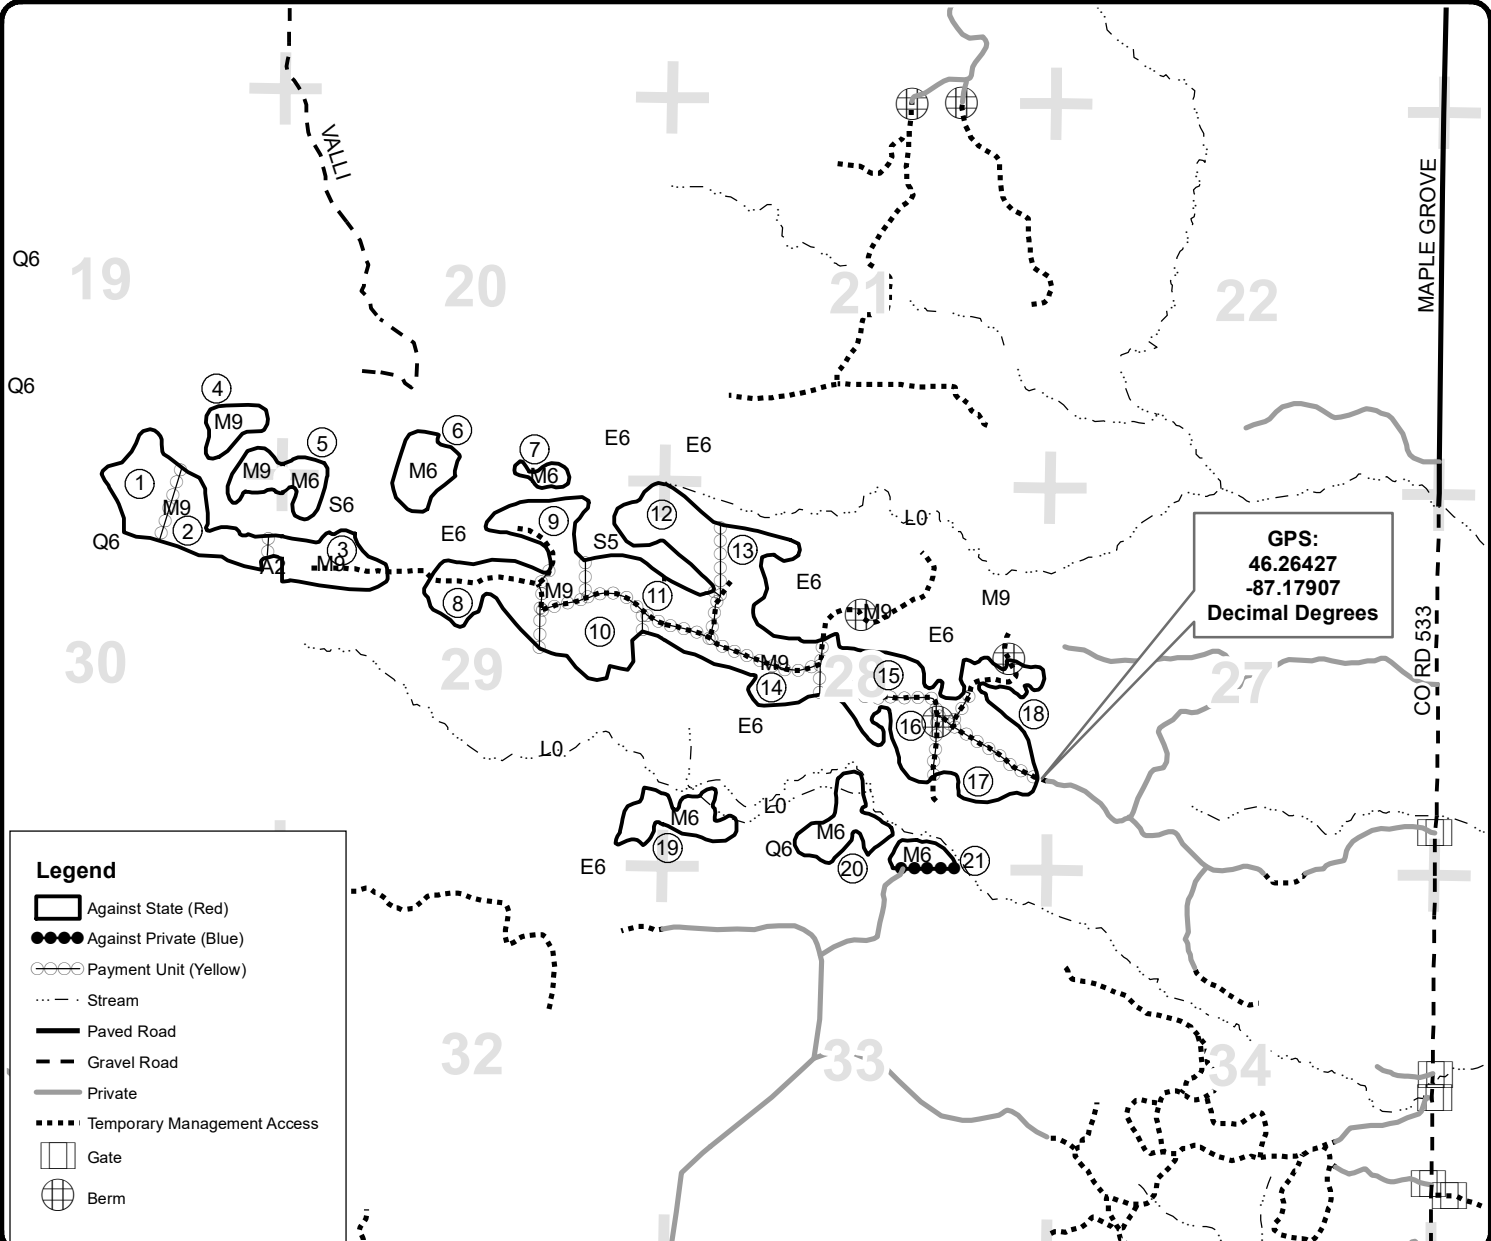 VALLI
MAPLE GROVE
Q6
19
20
21
22
Q6
4
M9
5
6
7
E6
E6
M9
M6
M6
M6
1
S6
M9
2
Q6
A2
3
M9
E6
9
S5
12
13
L0
E6
M9
8
M9
10
11
M9
E6
GPS:
46.26427
-87.17907
Decimal Degrees
M9
CO RD 533
30
29
28
27
14
15
16
17
18
E6
L0
L0
M6
19
E6
Q6
M6
20
M6
21
32
33
34
Legend
Against State (Red)
Against Private (Blue)
Payment Unit (Yellow)
Stream
Paved Road
Gravel Road
Private
Temporary Management Access
Gate
Berm